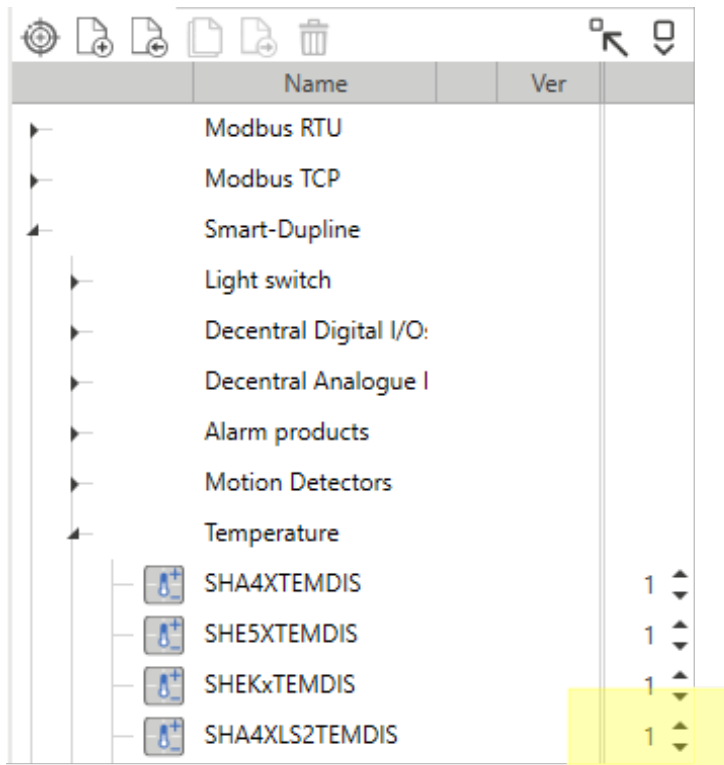 Name Ver
Modbus RTU
Modbus TCP
Smart-Dupline
Light switch
Decentral Digital I/O
Decentral Analogue
Alarm products
Motion Detectors
Temperature
SHA4XTEMDIS 1
SHE5XTEMDIS 1
SHEKxTEMDIS 1
SHA4XLS2TEMDIS 1